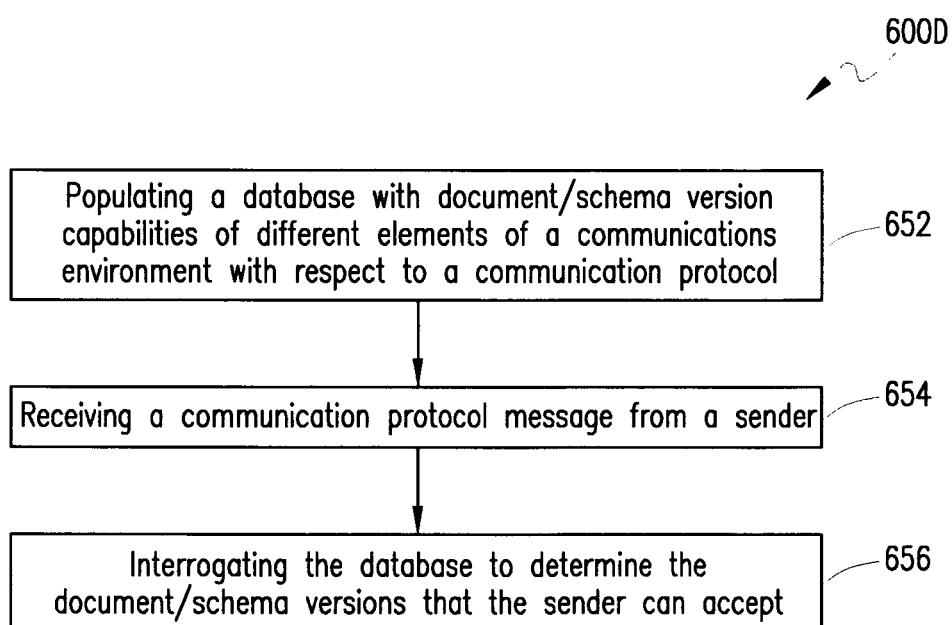 600D
Populating a database with document/schema version
capabilities of different elements of a communications
environment with respect to a communication protocol
652
Receiving a communication protocol message from a sender
654
Interrogating the database to determine the
document/schema versions that the sender can accept
656